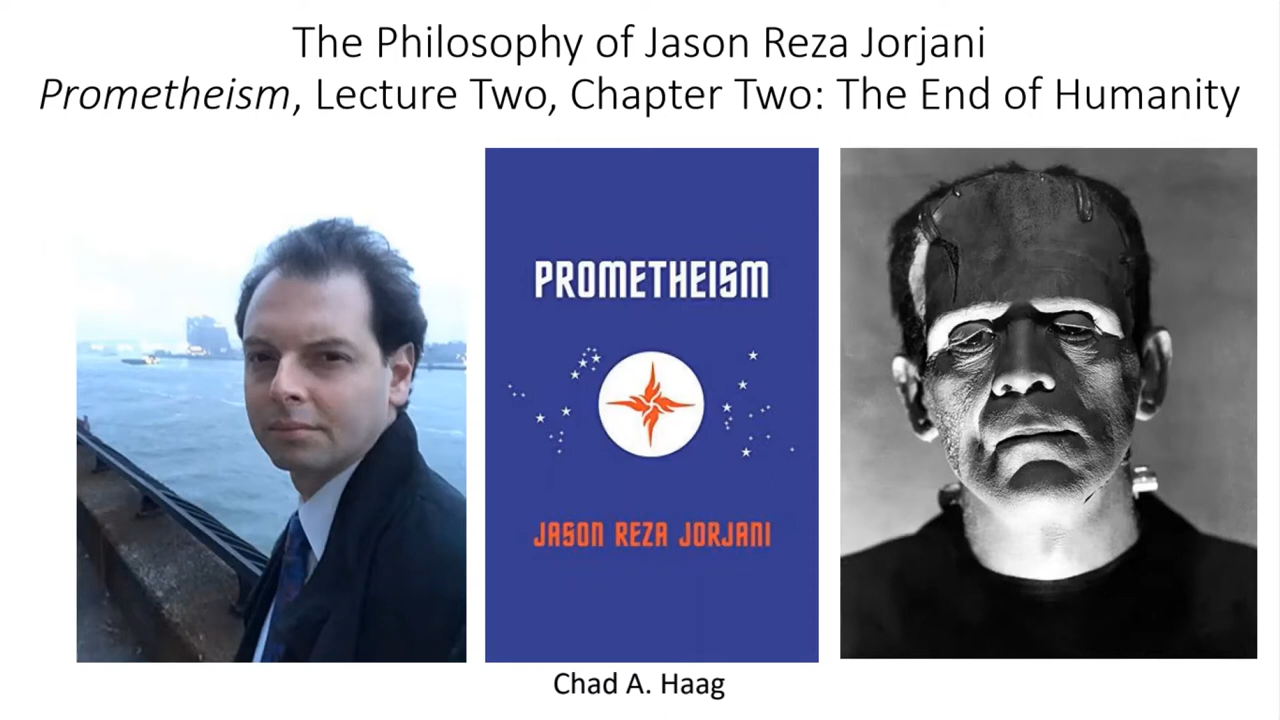 The Philosophy of Jason Reza Jorjani
Prometheism, Lecture Two, Chapter Two: The End of Humanity
PROMETHEISM
JASON REZA JORJANI
Chad A. Haag